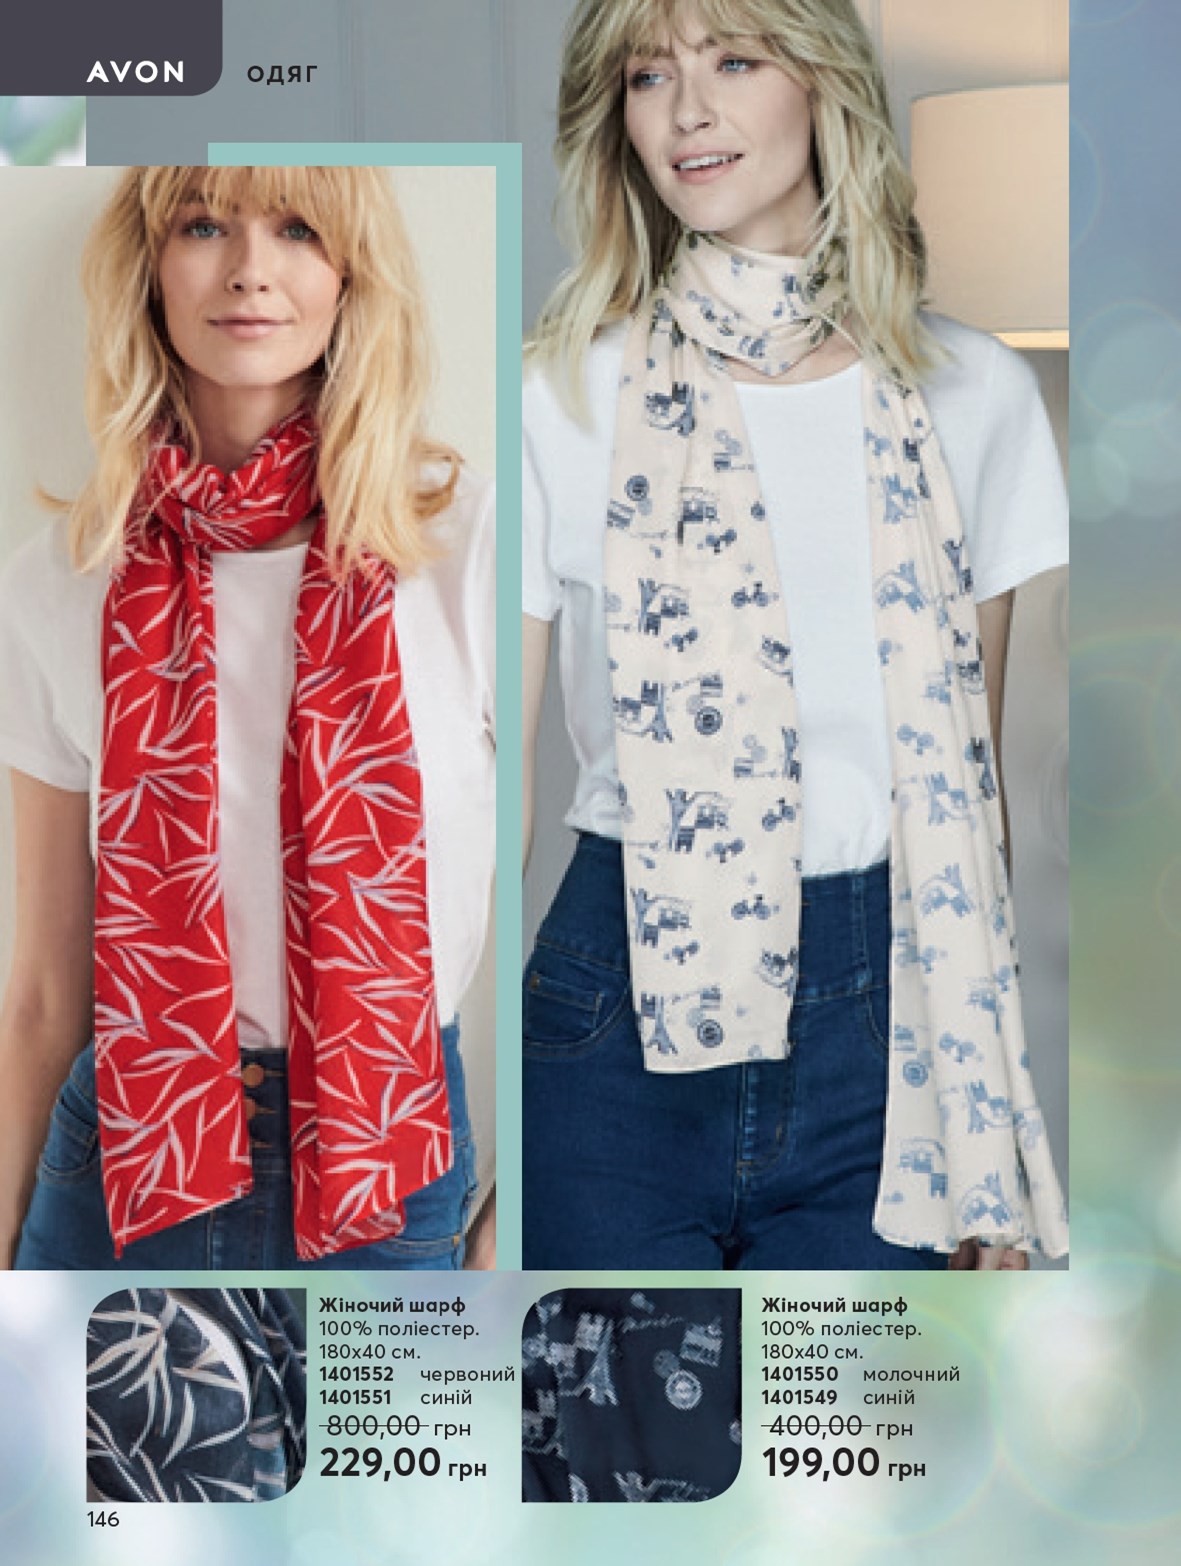 AVON
ОДЯГ
Жіночий шарф
100% поліестер.
180х40 см.
1401552 червоний
1401551 синій
800,00 грн
229,00 грн
Жіночий шарф
100% поліестер.
180х40 см.
1401550 молочний
1401549 синій
400,00 грн
199,00 грн
146